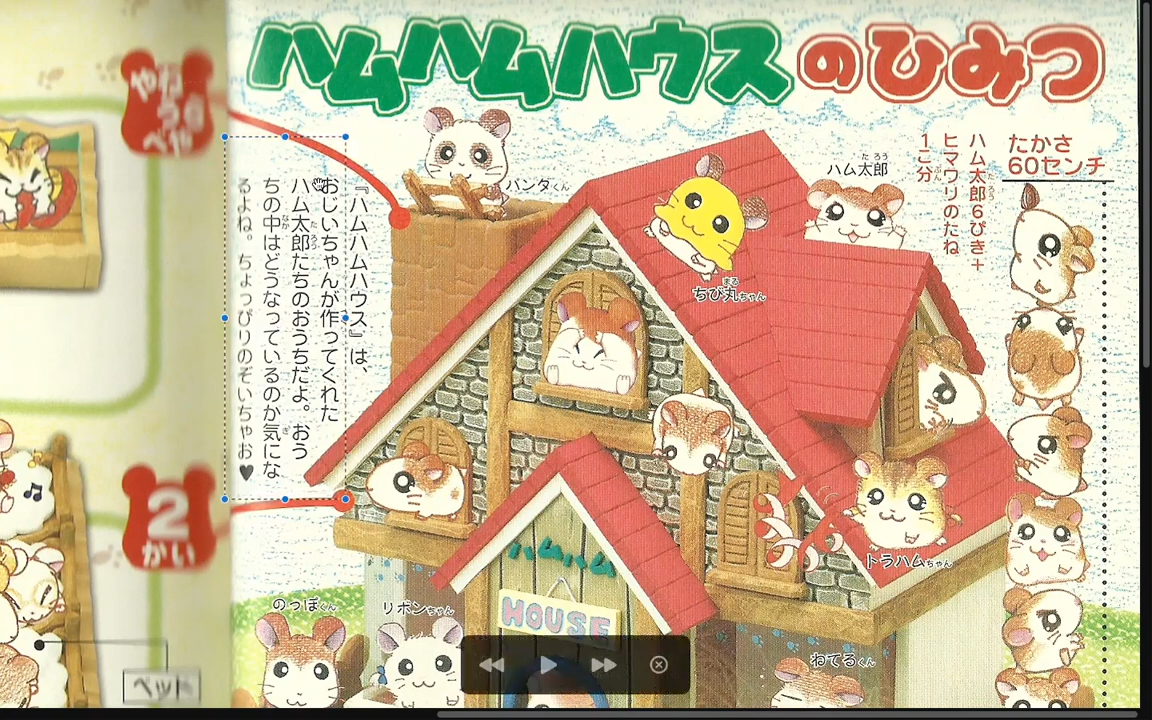 ハムハムハウスのひみつ
たかさ
60センチ
ハム太郎6ぴき+
ヒマワリのたね
1こ分
『ハムハムハウス』は、
おじいちゃんが作ってくれた
ハム太郎たちのおうちだよ。おう
ちの中はどうなっているのか気にな
るよね。ちょっぴりのぞいちゃお♥
やねうらべや
パンダくん
ハム太郎
ちび丸ちゃん
トラハムちゃん
2
かい
のっぽくん
リボンちゃん
ねてるくん
ハムハム
HOUSE
ベッド